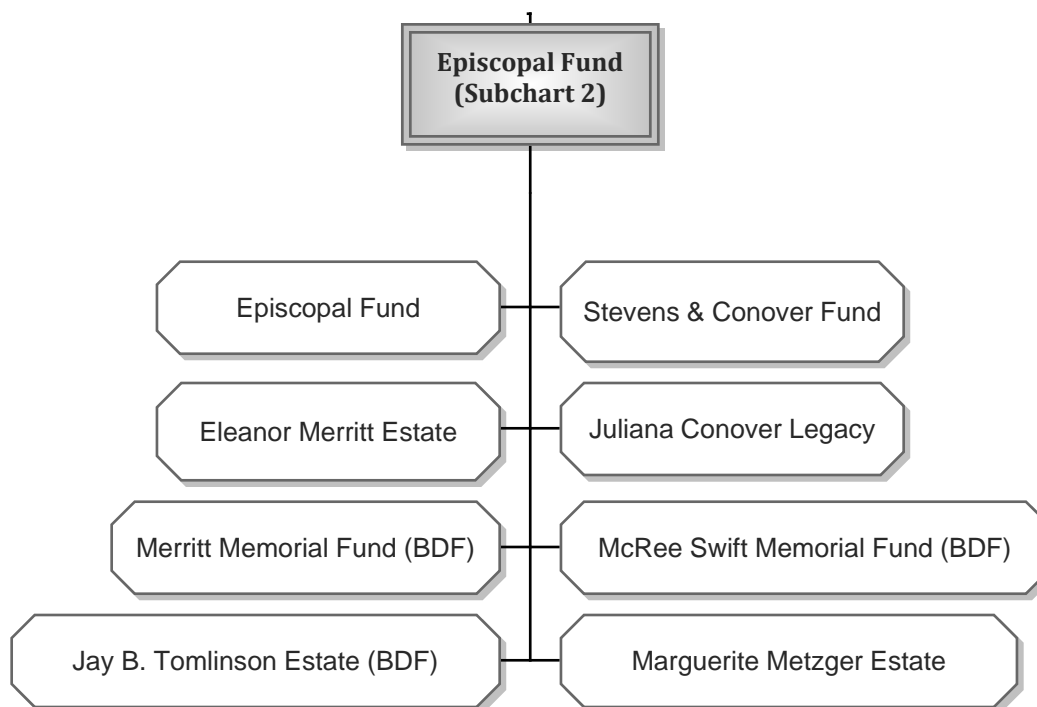 Episcopal Fund
(Subchart 2)
Episcopal Fund
Stevens & Conover Fund
Eleanor Merritt Estate
Juliana Conover Legacy
Merritt Memorial Fund (BDF)
McRee Swift Memorial Fund (BDF)
Jay B. Tomlinson Estate (BDF)
Marguerite Metzger Estate